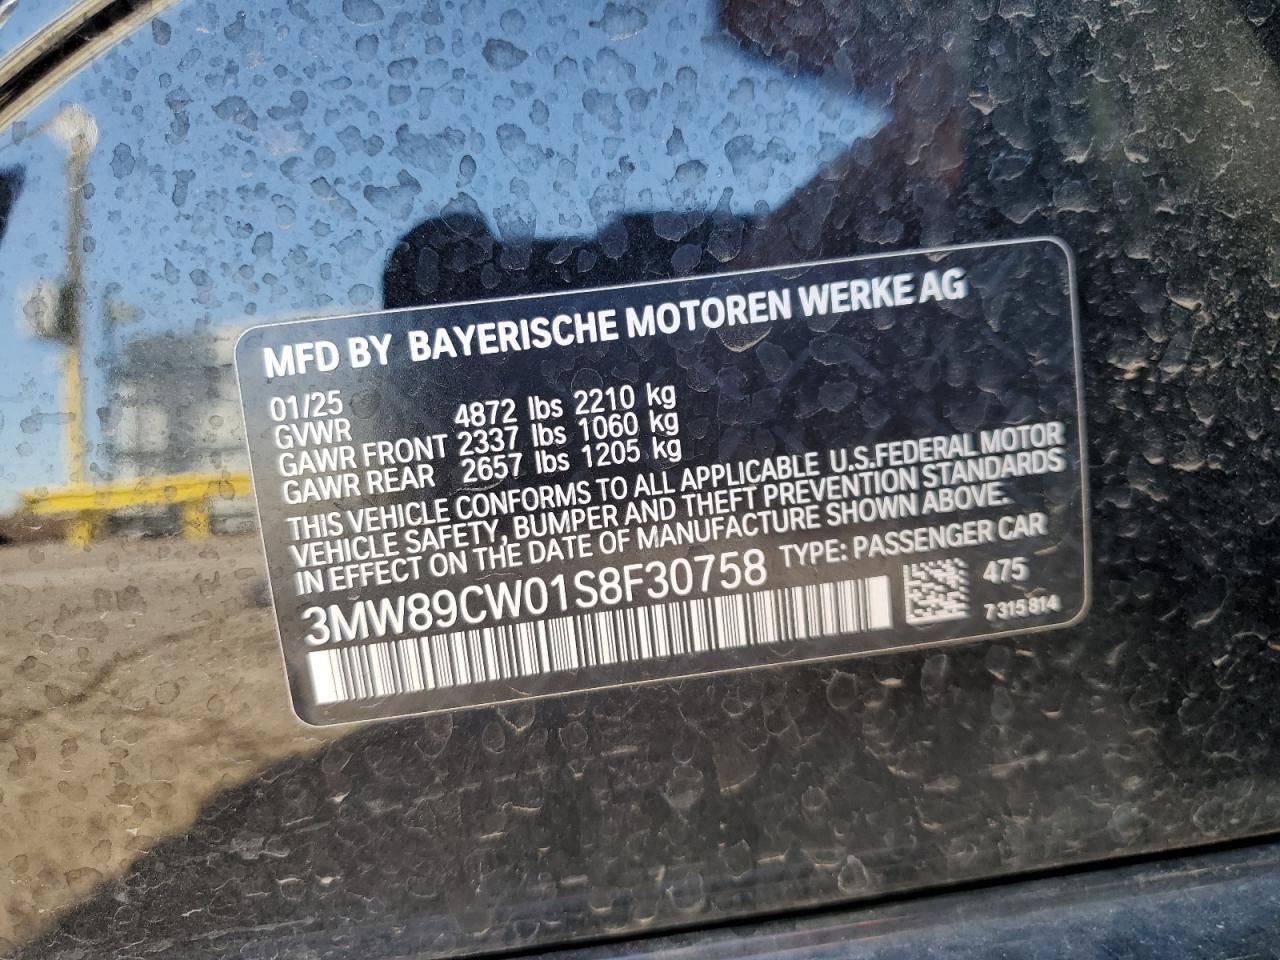 MFD BY BAYERISCHE MOTOREN WERKE AG
01/25
GVWR 4872 lbs 2210 kg
GAWR FRONT 2337 lbs 1060 kg
GAWR REAR 2657 lbs 1205 kg
THIS VEHICLE CONFORMS TO ALL APPLICABLE U.S.FEDERAL MOTOR
VEHICLE SAFETY, BUMPER AND THEFT PREVENTION STANDARDS
IN EFFECT ON THE DATE OF MANUFACTURE SHOWN ABOVE.
3MW89CW01S8F30758 TYPE: PASSENGER CAR
475
7 315 814